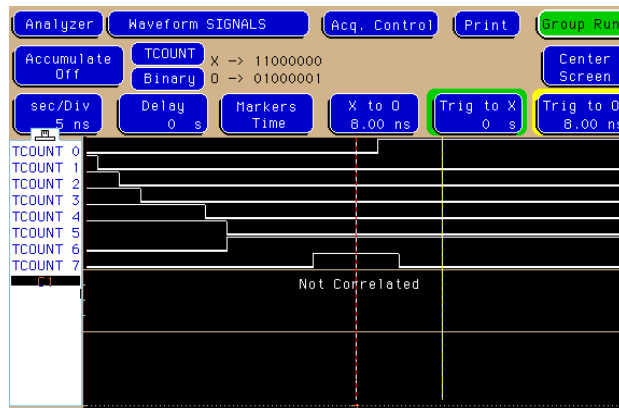 Analyzer Waveform SIGNALS Acq. Control Print Group Run
Accumulate Off TCOUNT X -> 11000000 Center Screen
Binary O -> 01000001
sec/Div 5 ns Delay 0 s Markers Time X to O 8.00 ns Trig to X 0 s Trig to O 8.00 ns
TCOUNT 0
TCOUNT 1
TCOUNT 2
TCOUNT 3
TCOUNT 4
TCOUNT 5
TCOUNT 6
TCOUNT 7
C1 Not Correlated